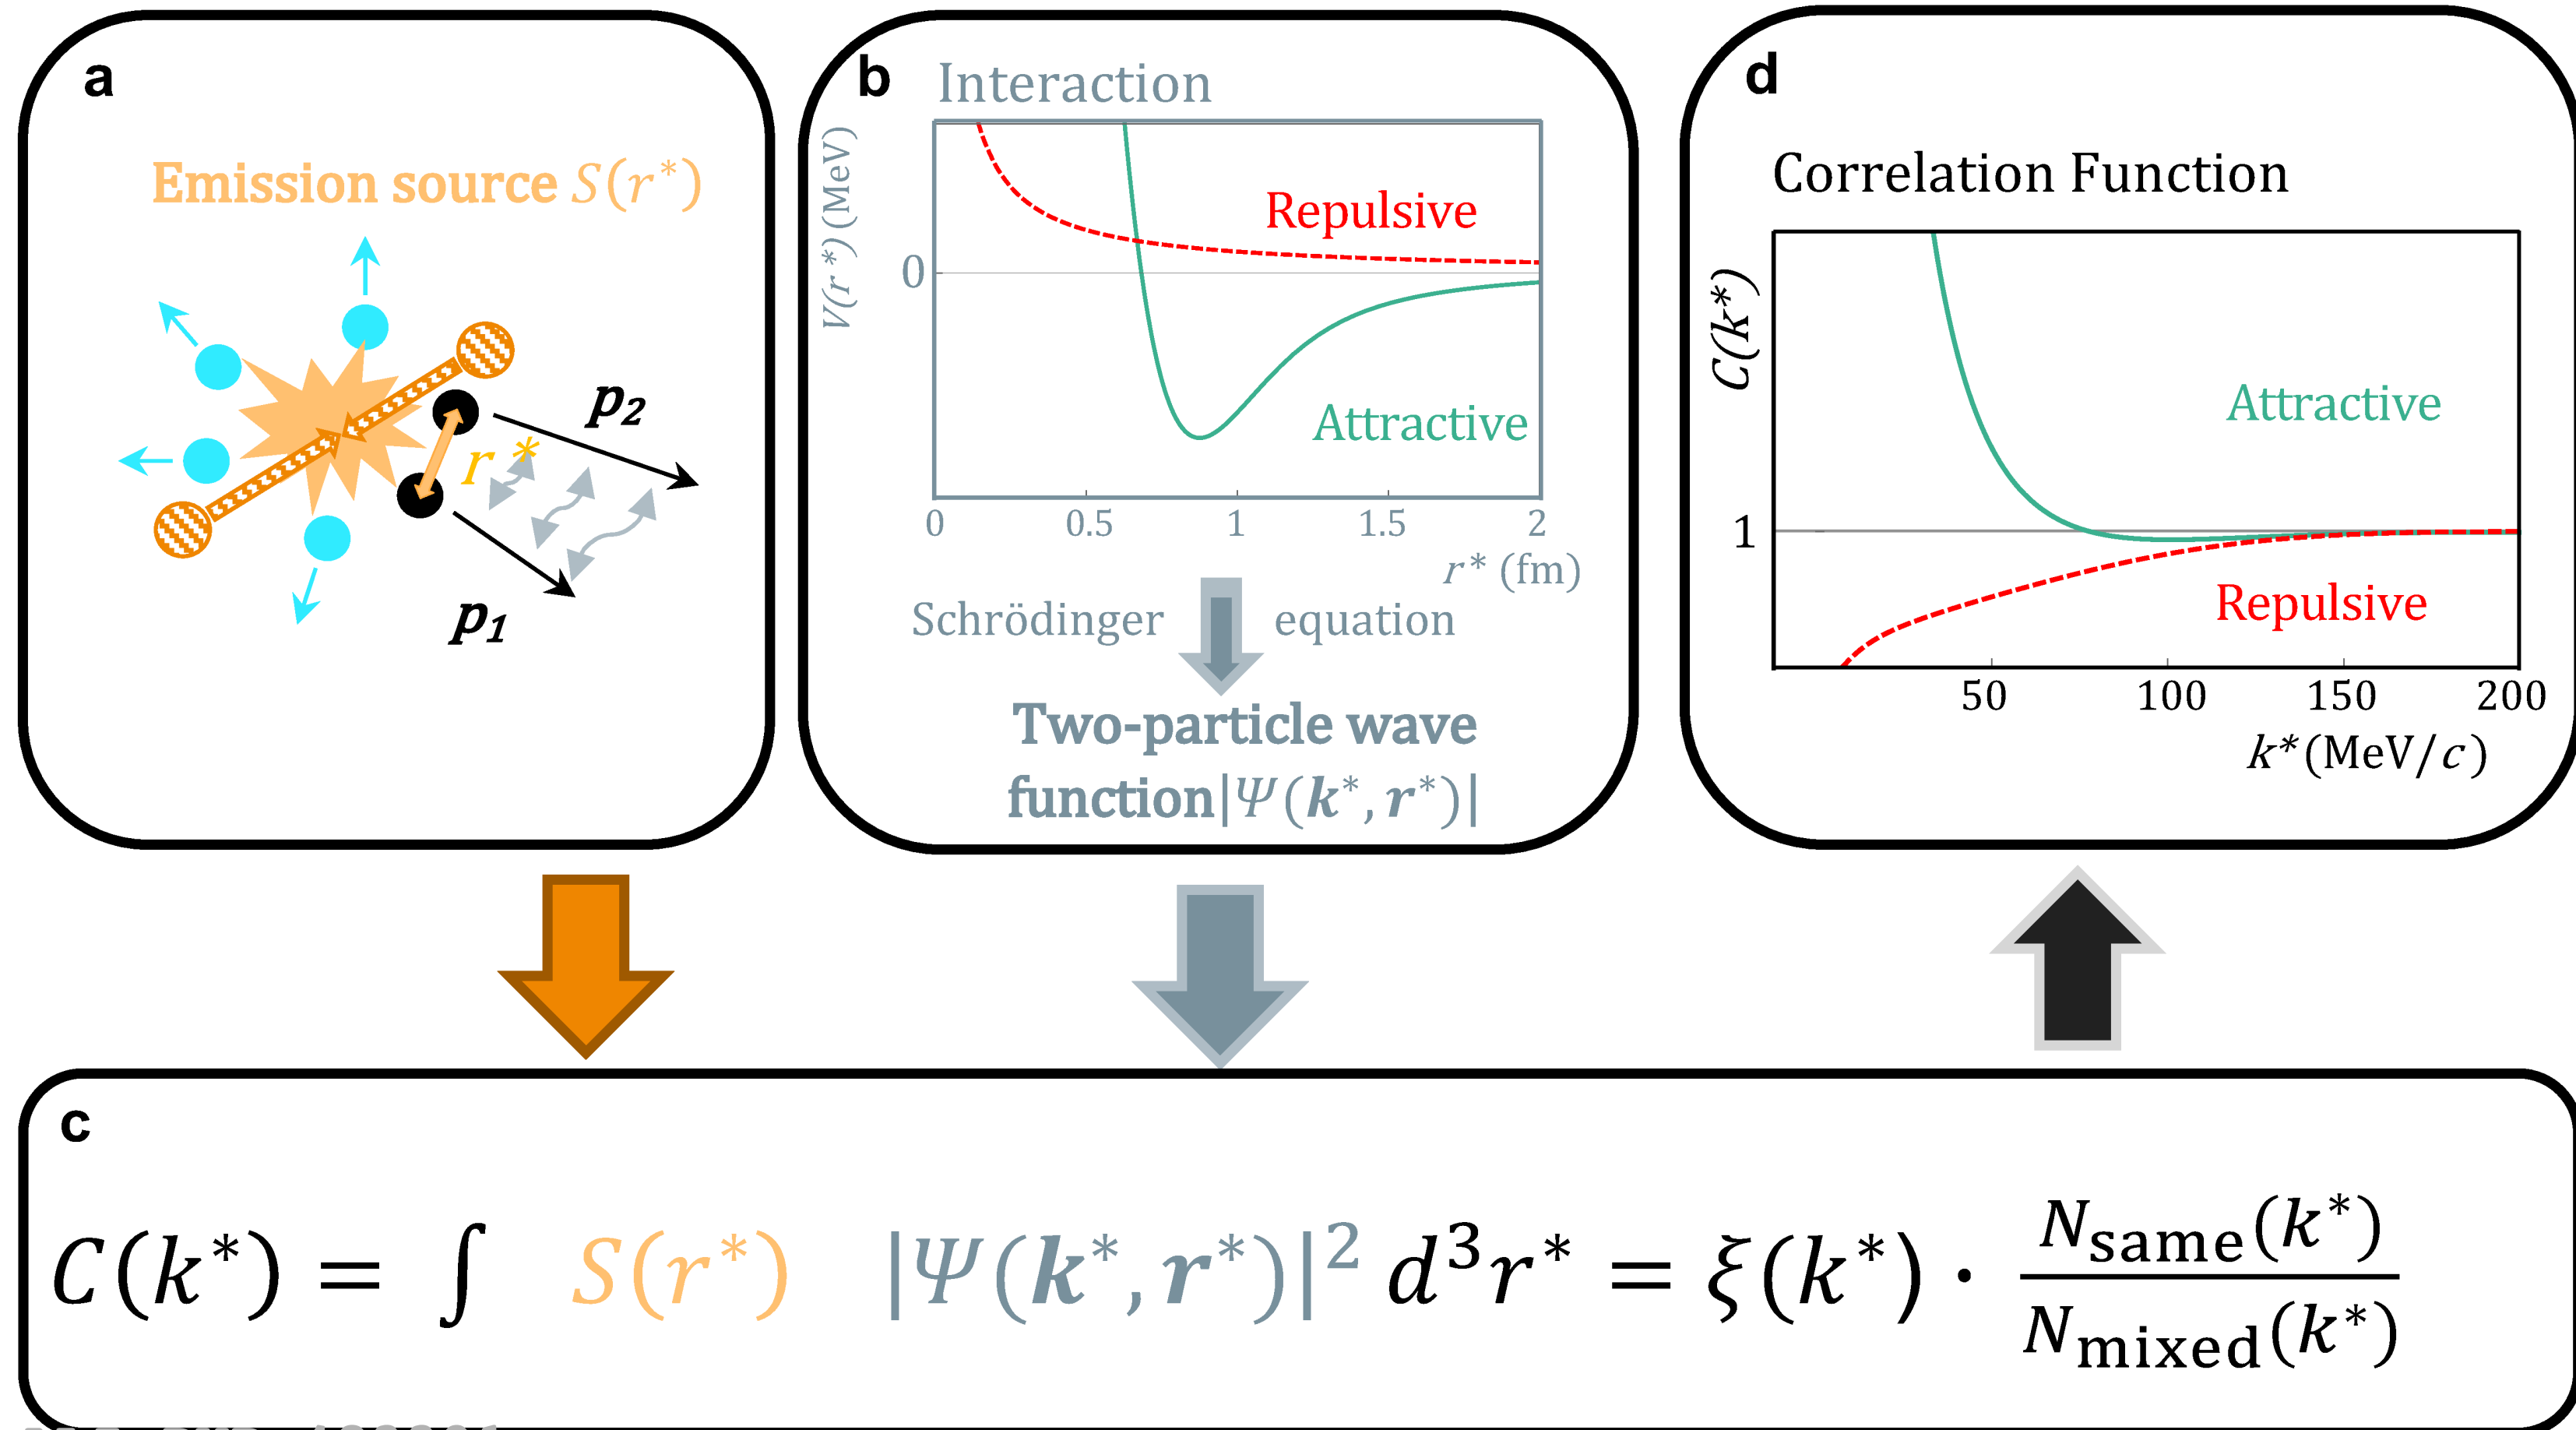 a
Emission source S(r*)
p2
r*
p1
b
Interaction
V(r*)(MeV)
Repulsive
0
Attractive
0 0.5 1 1.5 2
r* (fm)
Schrödinger equation
Two-particle wave
function|Ψ(k*, r*)|
d
Correlation Function
C(k*)
Attractive
1
Repulsive
50 100 150 200
k*(MeV/c)
c
C(k*) = ∫ S(r*) |Ψ(k*, r*)|² d³r* = ξ(k*) · Nsame(k*)
Nmixed(k*)